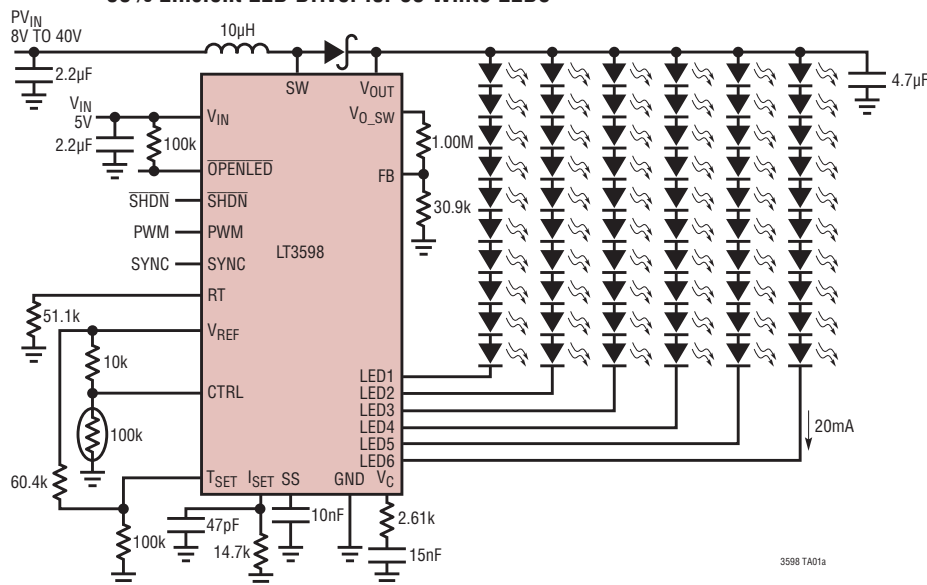 PVIN
8V TO 40V
10µH
2.2µF
VIN
5V
2.2µF
100k
SHDN
PWM
SYNC
51.1k
10k
100k
60.4k
100k
SW
VOUT
VIN
VO_SW
OPENLED
FB
SHDN
PWM
LT3598
SYNC
RT
VREF
CTRL
LED1
LED2
LED3
LED4
LED5
LED6
TSET
ISET
SS
GND
VC
1.00M
30.9k
4.7µF
20mA
47pF
14.7k
10nF
2.61k
15nF
3598 TA01a